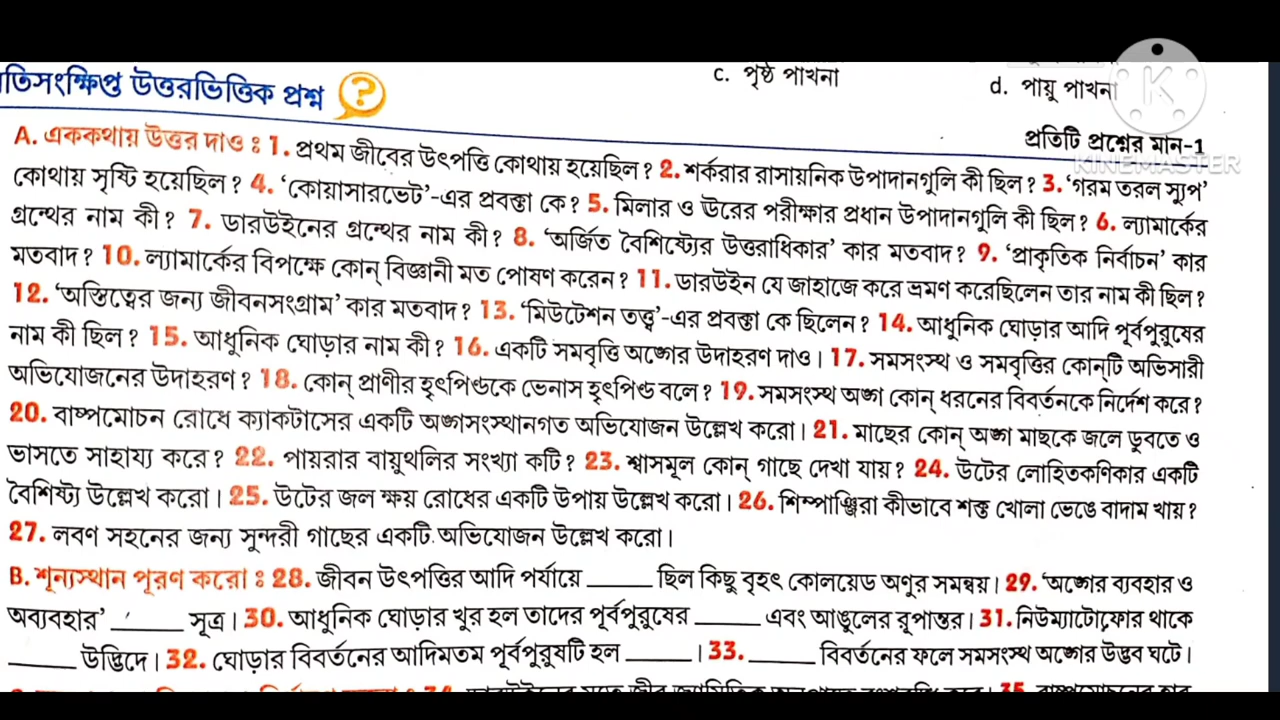 c. পৃষ্ঠ পাখনা
d. পায়ু পাখনা
KINEMASTER
উত্তরভিত্তিক প্রশ্ন ?
প্রতিটি প্রশ্নের মান-1
A. এককথায় উত্তর দাও : 1. প্রথম জীবের উৎপত্তি কোথায় হয়েছিল ? 2. শর্করার রাসায়নিক উপাদানগুলি কী ছিল ? 3. ‘গরম তরল স্যুপ’
কোথায় সৃষ্টি হয়েছিল ? 4. ‘কোয়াসারভেট’-এর প্রবক্তা কে ? 5. মিলার ও উরের পরীক্ষার প্রধান উপাদানগুলি কী ছিল ? 6. ল্যামার্কের
গ্রন্থের নাম কী ? 7. ডারউইনের গ্রন্থের নাম কী ? 8. ‘অর্জিত বৈশিষ্ট্যের উত্তরাধিকার’ কার মতবাদ ? 9. ‘প্রাকৃতিক নির্বাচন’ কার
মতবাদ ? 10. ল্যামার্কের বিপক্ষে কোন্ বিজ্ঞানী মত পোষণ করেন ? 11. ডারউইন যে জাহাজে করে ভ্রমণ করেছিলেন তার নাম কী ছিল ?
12. ‘অস্তিত্বের জন্য জীবনসংগ্রাম’ কার মতবাদ ? 13. ‘মিউটেশন তত্ত্ব’-এর প্রবক্তা কে ছিলেন ? 14. আধুনিক ঘোড়ার আদি পূর্বপুরুষের
নাম কী ছিল ? 15. আধুনিক ঘোড়ার নাম কী ? 16. একটি সমবৃত্তি অঙ্গের উদাহরণ দাও। 17. সমসংস্থ ও সমবৃত্তির কোন্‌টি অভিসারী
অভিযোজনের উদাহরণ ? 18. কোন্ প্রাণীর হৃৎপিণ্ডকে ভেনাস হৃৎপিণ্ড বলে ? 19. সমসংস্থ অঙ্গ কোন্ ধরনের বিবর্তনকে নির্দেশ করে ?
20. বাষ্পমোচন রোধে ক্যাকটাসের একটি অঙ্গসংস্থানগত অভিযোজন উল্লেখ করো। 21. মাছের কোন্ অঙ্গ মাছকে জলে ডুবতে ও
ভাসতে সাহায্য করে ? 22. পায়রার বায়ুথলির সংখ্যা কটি ? 23. শ্বাসমূল কোন্ গাছে দেখা যায় ? 24. উটের লোহিতকণিকার একটি
বৈশিষ্ট্য উল্লেখ করো। 25. উটের জল ক্ষয় রোধের একটি উপায় উল্লেখ করো। 26. শিম্পাঞ্জিরা কীভাবে শক্ত খোলা ভেঙে বাদাম খায় ?
27. লবণ সহনের জন্য সুন্দরী গাছের একটি অভিযোজন উল্লেখ করো।
B. শূন্যস্থান পূরণ করো : 28. জীবন উৎপত্তির আদি পর্যায়ে _____ ছিল কিছু বৃহৎ কোলয়েড অণুর সমন্বয়। 29. ‘অঙ্গের ব্যবহার ও
অব্যবহার’ _____ সূত্র। 30. আধুনিক ঘোড়ার খুর হল তাদের পূর্বপুরুষের _____ এবং আঙুলের রূপান্তর। 31. নিউম্যাটোফোর থাকে
_____ উদ্ভিদে। 32. ঘোড়ার বিবর্তনের আদিমতম পূর্বপুরুষটি হল _____। 33. _____ বিবর্তনের ফলে সমসংস্থ অঙ্গের উদ্ভব ঘটে।